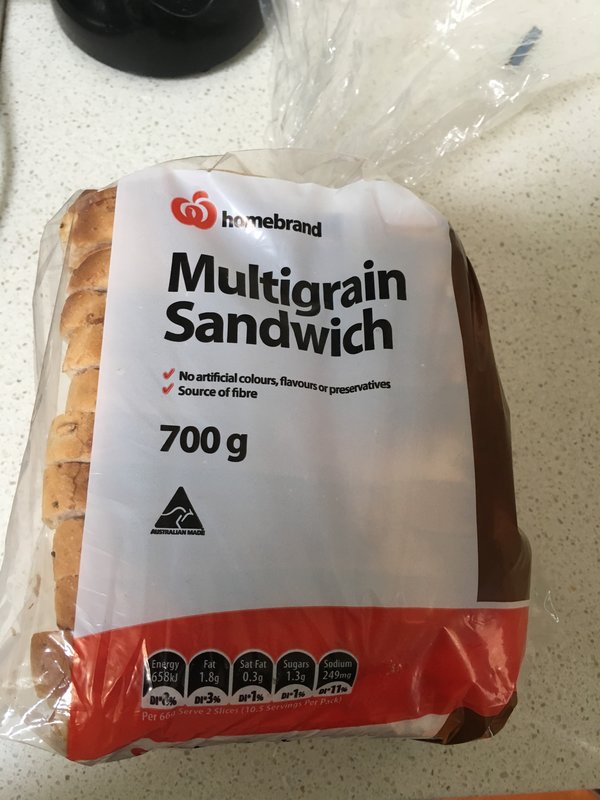 homebrand
Multigrain
Sandwich
No artificial colours, flavours or preservatives
Source of fibre
700 g
AUSTRALIAN MADE
Energy 658kJ DI*8%
Fat 1.8g DI*3%
Sat Fat 0.3g DI*1%
Sugars 1.3g DI*1%
Sodium 249mg DI*11%
Per 66g Serve 2 Slices (10.5 Servings Per Pack)